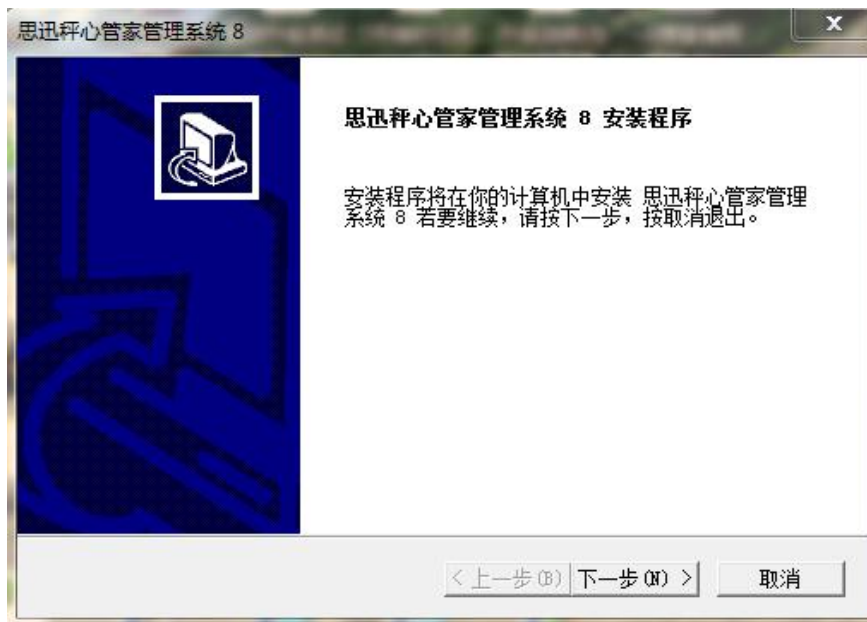 思迅秤心管家管理系统 8
思迅秤心管家管理系统 8 安装程序
安装程序将在你的计算机中安装 思迅秤心管家管理
系统 8 若要继续，请按下一步，按取消退出。
<上一步(B) 下一步(N) > 取消